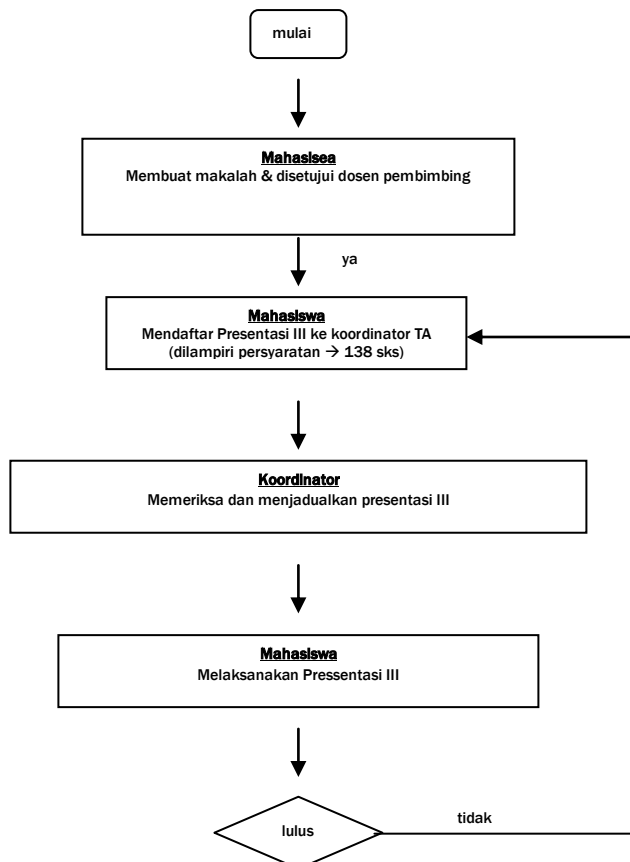 mulai
Mahasisea
Membuat makalah & disetujui dosen pembimbing
ya
Mahasiswa
Mendaftar Presentasi III ke koordinator TA
(dilampiri persyaratan → 138 sks)
Koordinator
Memeriksa dan menjadualkan presentasi III
Mahasiswa
Melaksanakan Pressentasi III
lulus
tidak